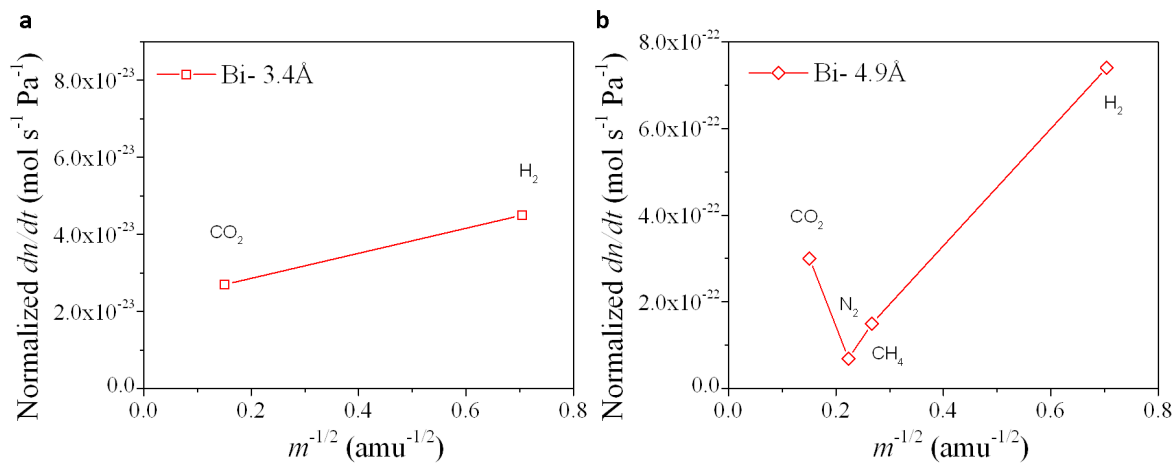 a
Normalized dn/dt (mol s⁻¹ Pa⁻¹)
8.0x10⁻²³
6.0x10⁻²³
4.0x10⁻²³
2.0x10⁻²³
0.0
Bi- 3.4Å
CO₂
H₂
0.0 0.2 0.4 0.6 0.8
m⁻¹/² (amu⁻¹/²)
b
Normalized dn/dt (mol s⁻¹ Pa⁻¹)
8.0x10⁻²²
6.0x10⁻²²
4.0x10⁻²²
2.0x10⁻²²
0.0
Bi- 4.9Å
H₂
CO₂
N₂
CH₄
0.0 0.2 0.4 0.6 0.8
m⁻¹/² (amu⁻¹/²)